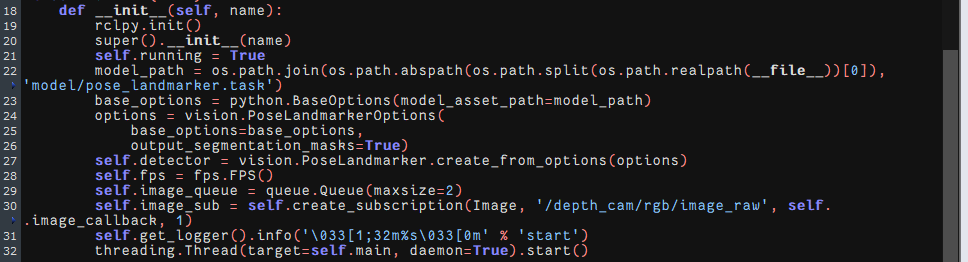 18 def __init__(self, name):
19 rclpy.init()
20 super().__init__(name)
21 self.running = True
22 model_path = os.path.join(os.path.abspath(os.path.split(os.path.realpath(__file__))[0]),
'model/pose_landmarker.task')
23 base_options = python.BaseOptions(model_asset_path=model_path)
24 options = vision.PoseLandmarkerOptions(
25 base_options=base_options,
26 output_segmentation_masks=True)
27 self.detector = vision.PoseLandmarker.create_from_options(options)
28 self.fps = fps.FPS()
29 self.image_queue = queue.Queue(maxsize=2)
30 self.image_sub = self.create_subscription(Image, '/depth_cam/rgb/image_raw', self.
.image_callback, 1)
31 self.get_logger().info('\033[1;32m%s\033[0m' % 'start')
32 threading.Thread(target=self.main, daemon=True).start()